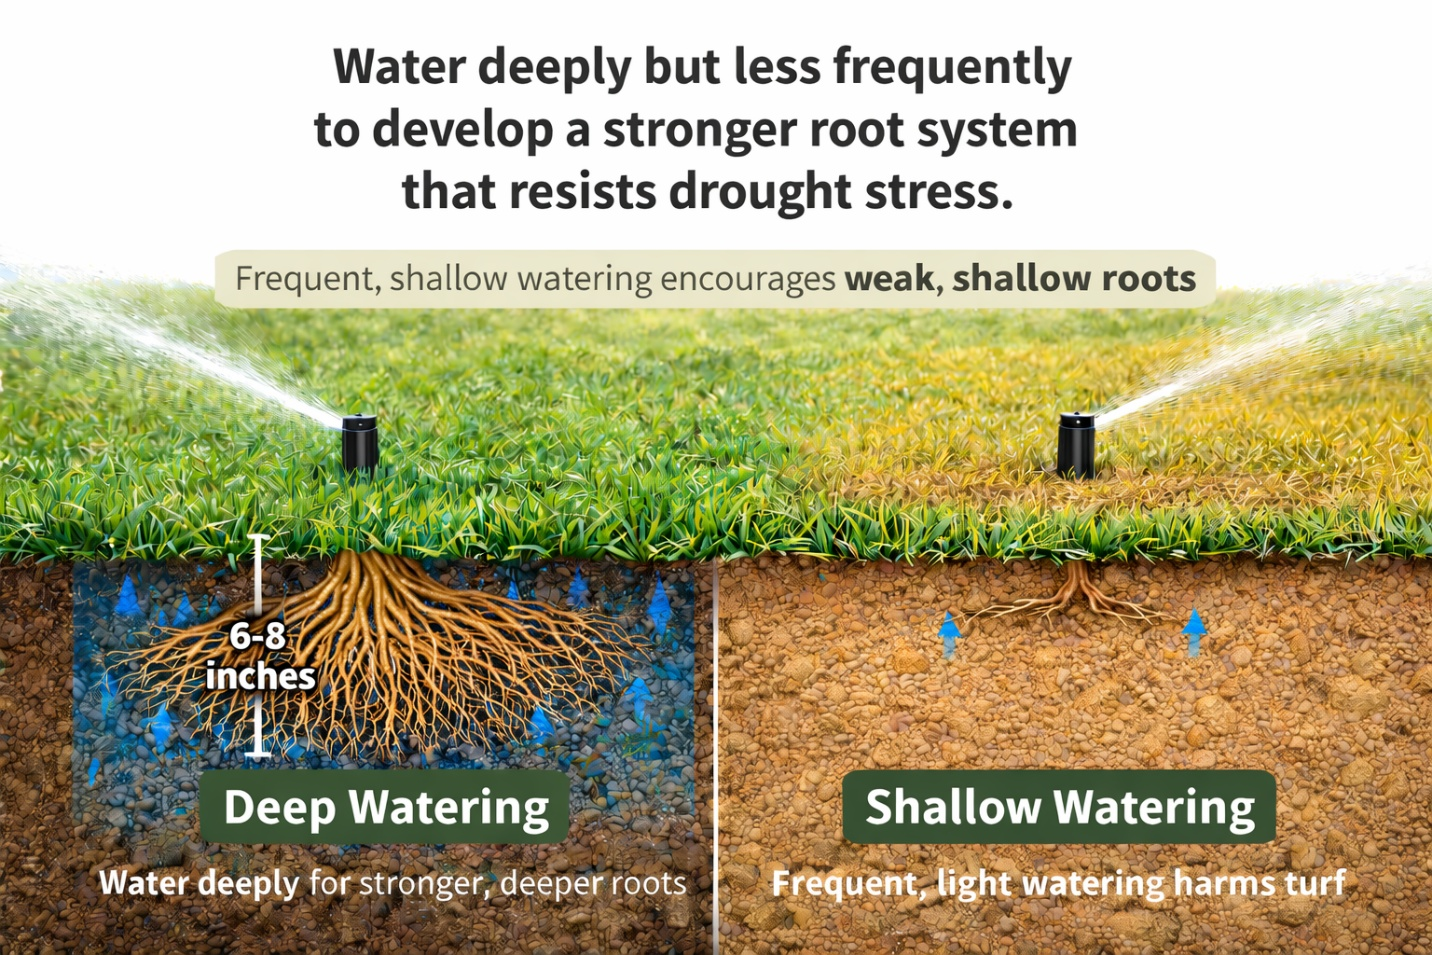 Water deeply but less frequently
to develop a stronger root system
that resists drought stress.
Frequent, shallow watering encourages weak, shallow roots
6-8
inches
Deep Watering
Water deeply for stronger, deeper roots
Shallow Watering
Frequent, light watering harms turf